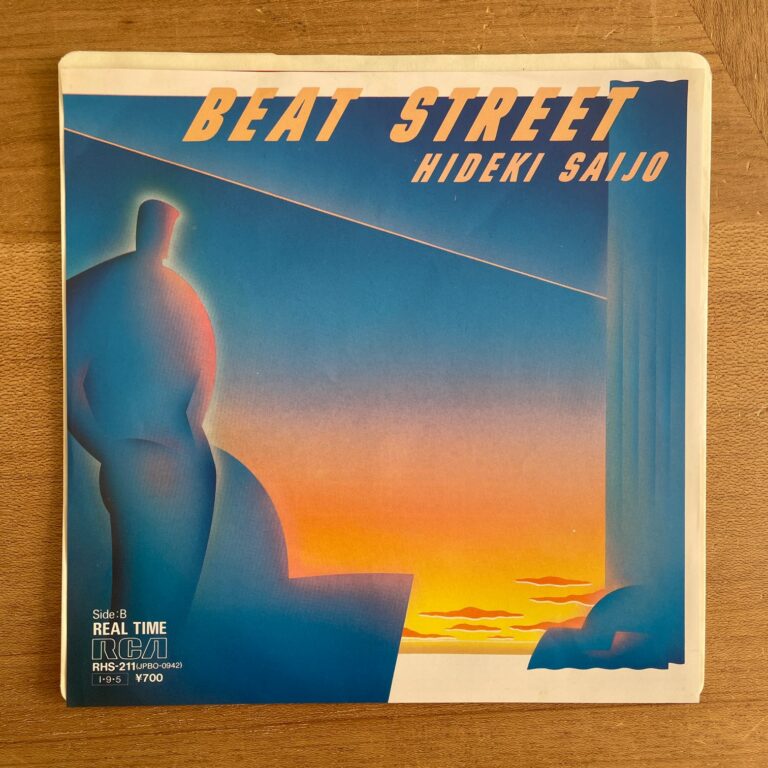 BEAT STREET
HIDEKI SAIJO
Side:B
REAL TIME
RCA
RHS-211(JPBO-0942)
I·9·5 ¥700